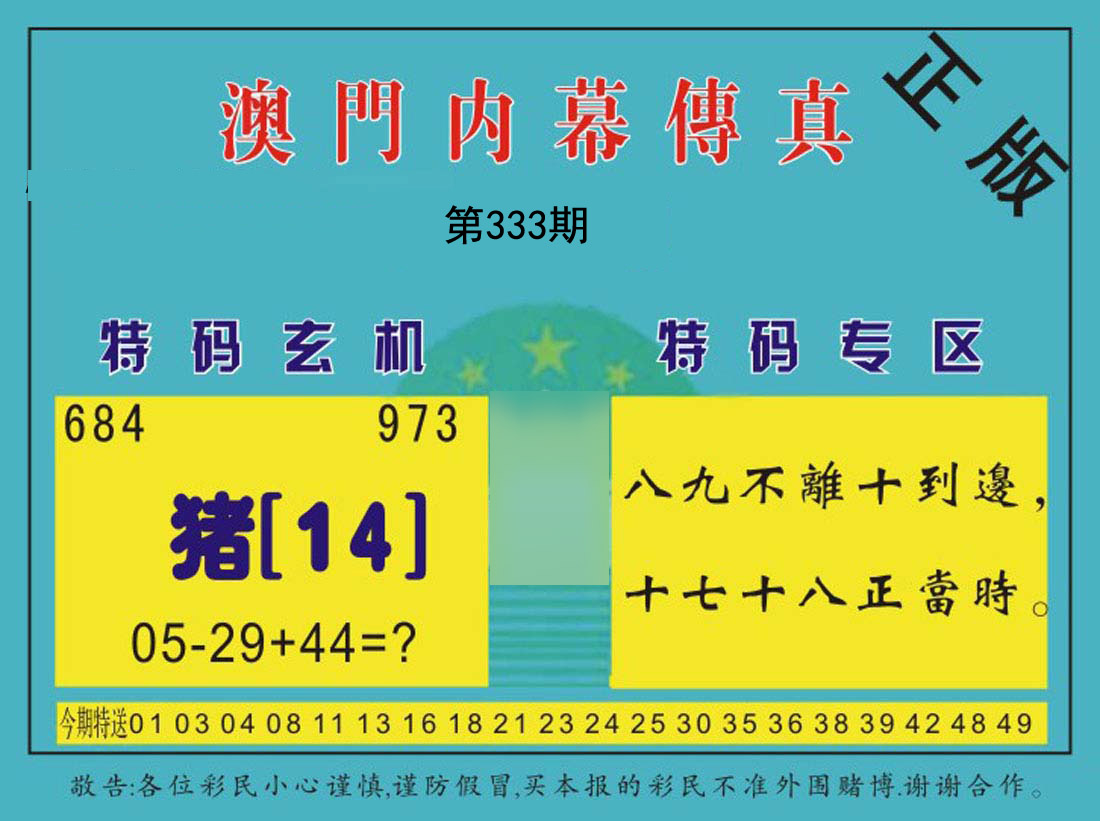 澳門内幕傳真
正版
第333期
特码玄机
特码专区
684 973
猪[14]
05-29+44=?
八九不離十到邊,
十七十八正當時。
今期特送01 03 04 08 11 13 16 18 21 23 24 25 30 35 36 38 39 42 48 49
敬告:各位彩民小心谨慎,谨防假冒,买本报的彩民不准外围赌博.谢谢合作。